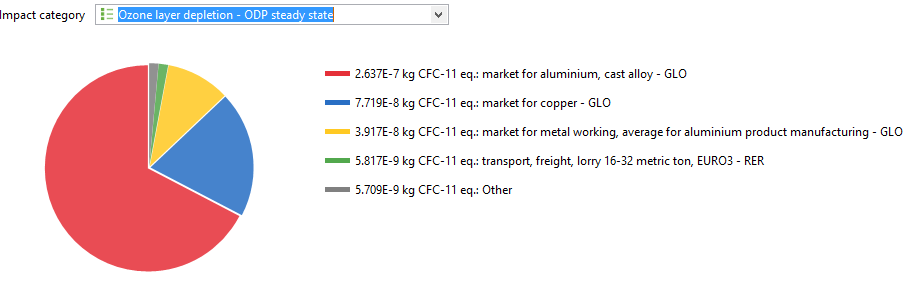 Impact category Ozone layer depletion - ODP steady state
2.637E-7 kg CFC-11 eq.: market for aluminium, cast alloy - GLO
7.719E-8 kg CFC-11 eq.: market for copper - GLO
3.917E-8 kg CFC-11 eq.: market for metal working, average for aluminium product manufacturing - GLO
5.817E-9 kg CFC-11 eq.: transport, freight, lorry 16-32 metric ton, EURO3 - RER
5.709E-9 kg CFC-11 eq.: Other